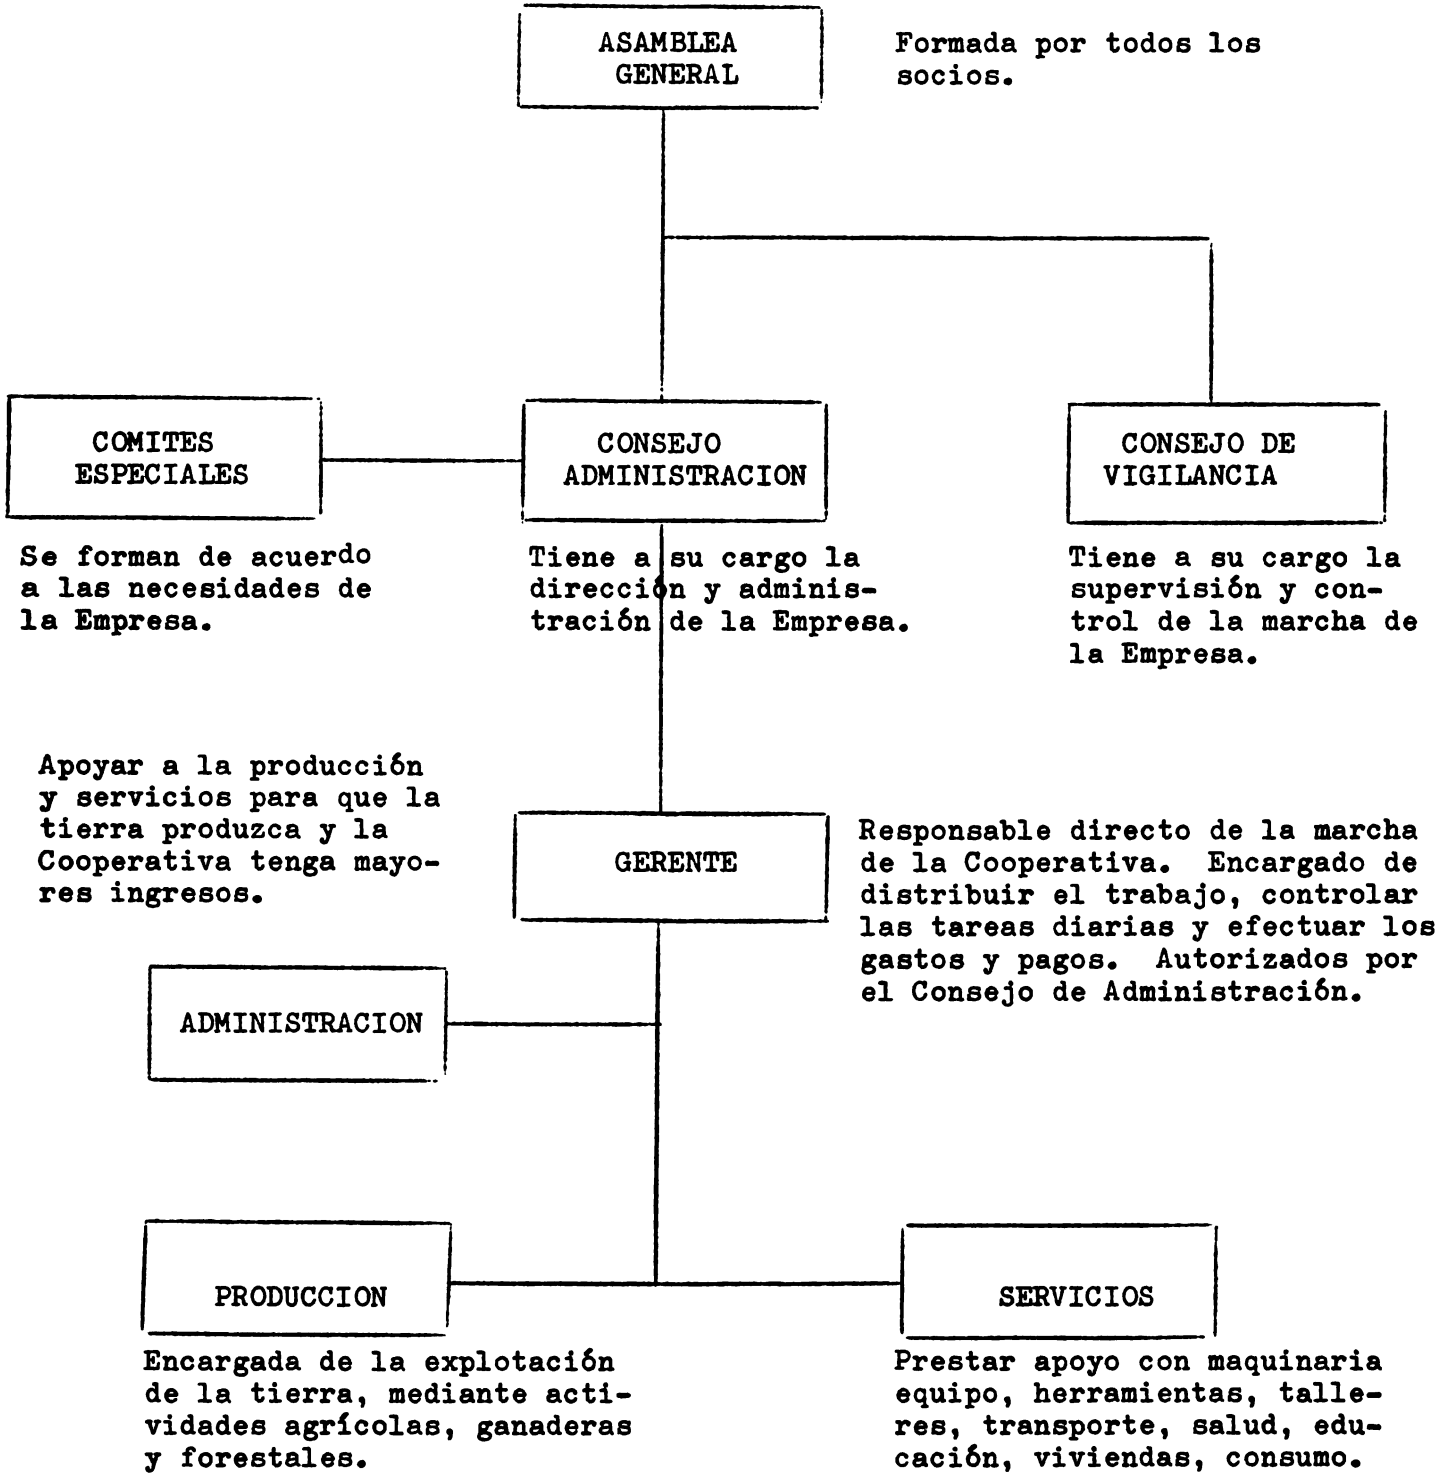 ASAMBLEA
GENERAL
Formada por todos los
socios.
COMITES
ESPECIALES
Se forman de acuerdo
a las necesidades de
la Empresa.
CONSEJO
ADMINISTRACION
Tiene a su cargo la
dirección y adminis-
tración de la Empresa.
CONSEJO DE
VIGILANCIA
Tiene a su cargo la
supervisión y con-
trol de la marcha de
la Empresa.
Apoyar a la producción
y servicios para que la
tierra produzca y la
Cooperativa tenga mayo-
res ingresos.
GERENTE
Responsable directo de la marcha
de la Cooperativa.  Encargado de
distribuir el trabajo, controlar
las tareas diarias y efectuar los
gastos y pagos.  Autorizados por
el Consejo de Administración.
ADMINISTRACION
PRODUCCION
Encargada de la explotación
de la tierra, mediante acti-
vidades agrícolas, ganaderas
y forestales.
SERVICIOS
Prestar apoyo con maquinaria
equipo, herramientas, talle-
res, transporte, salud, edu-
cación, viviendas, consumo.